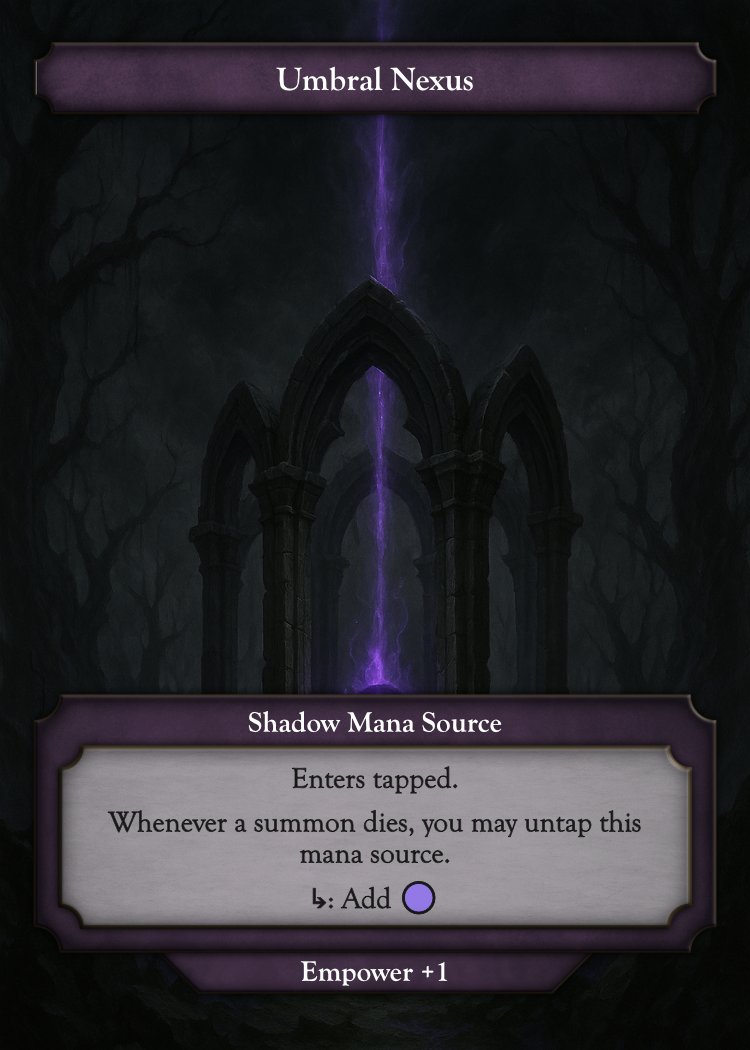 Umbral Nexus
Shadow Mana Source
Enters tapped.
Whenever a summon dies, you may untap this
mana source.
↳: Add
Empower +1